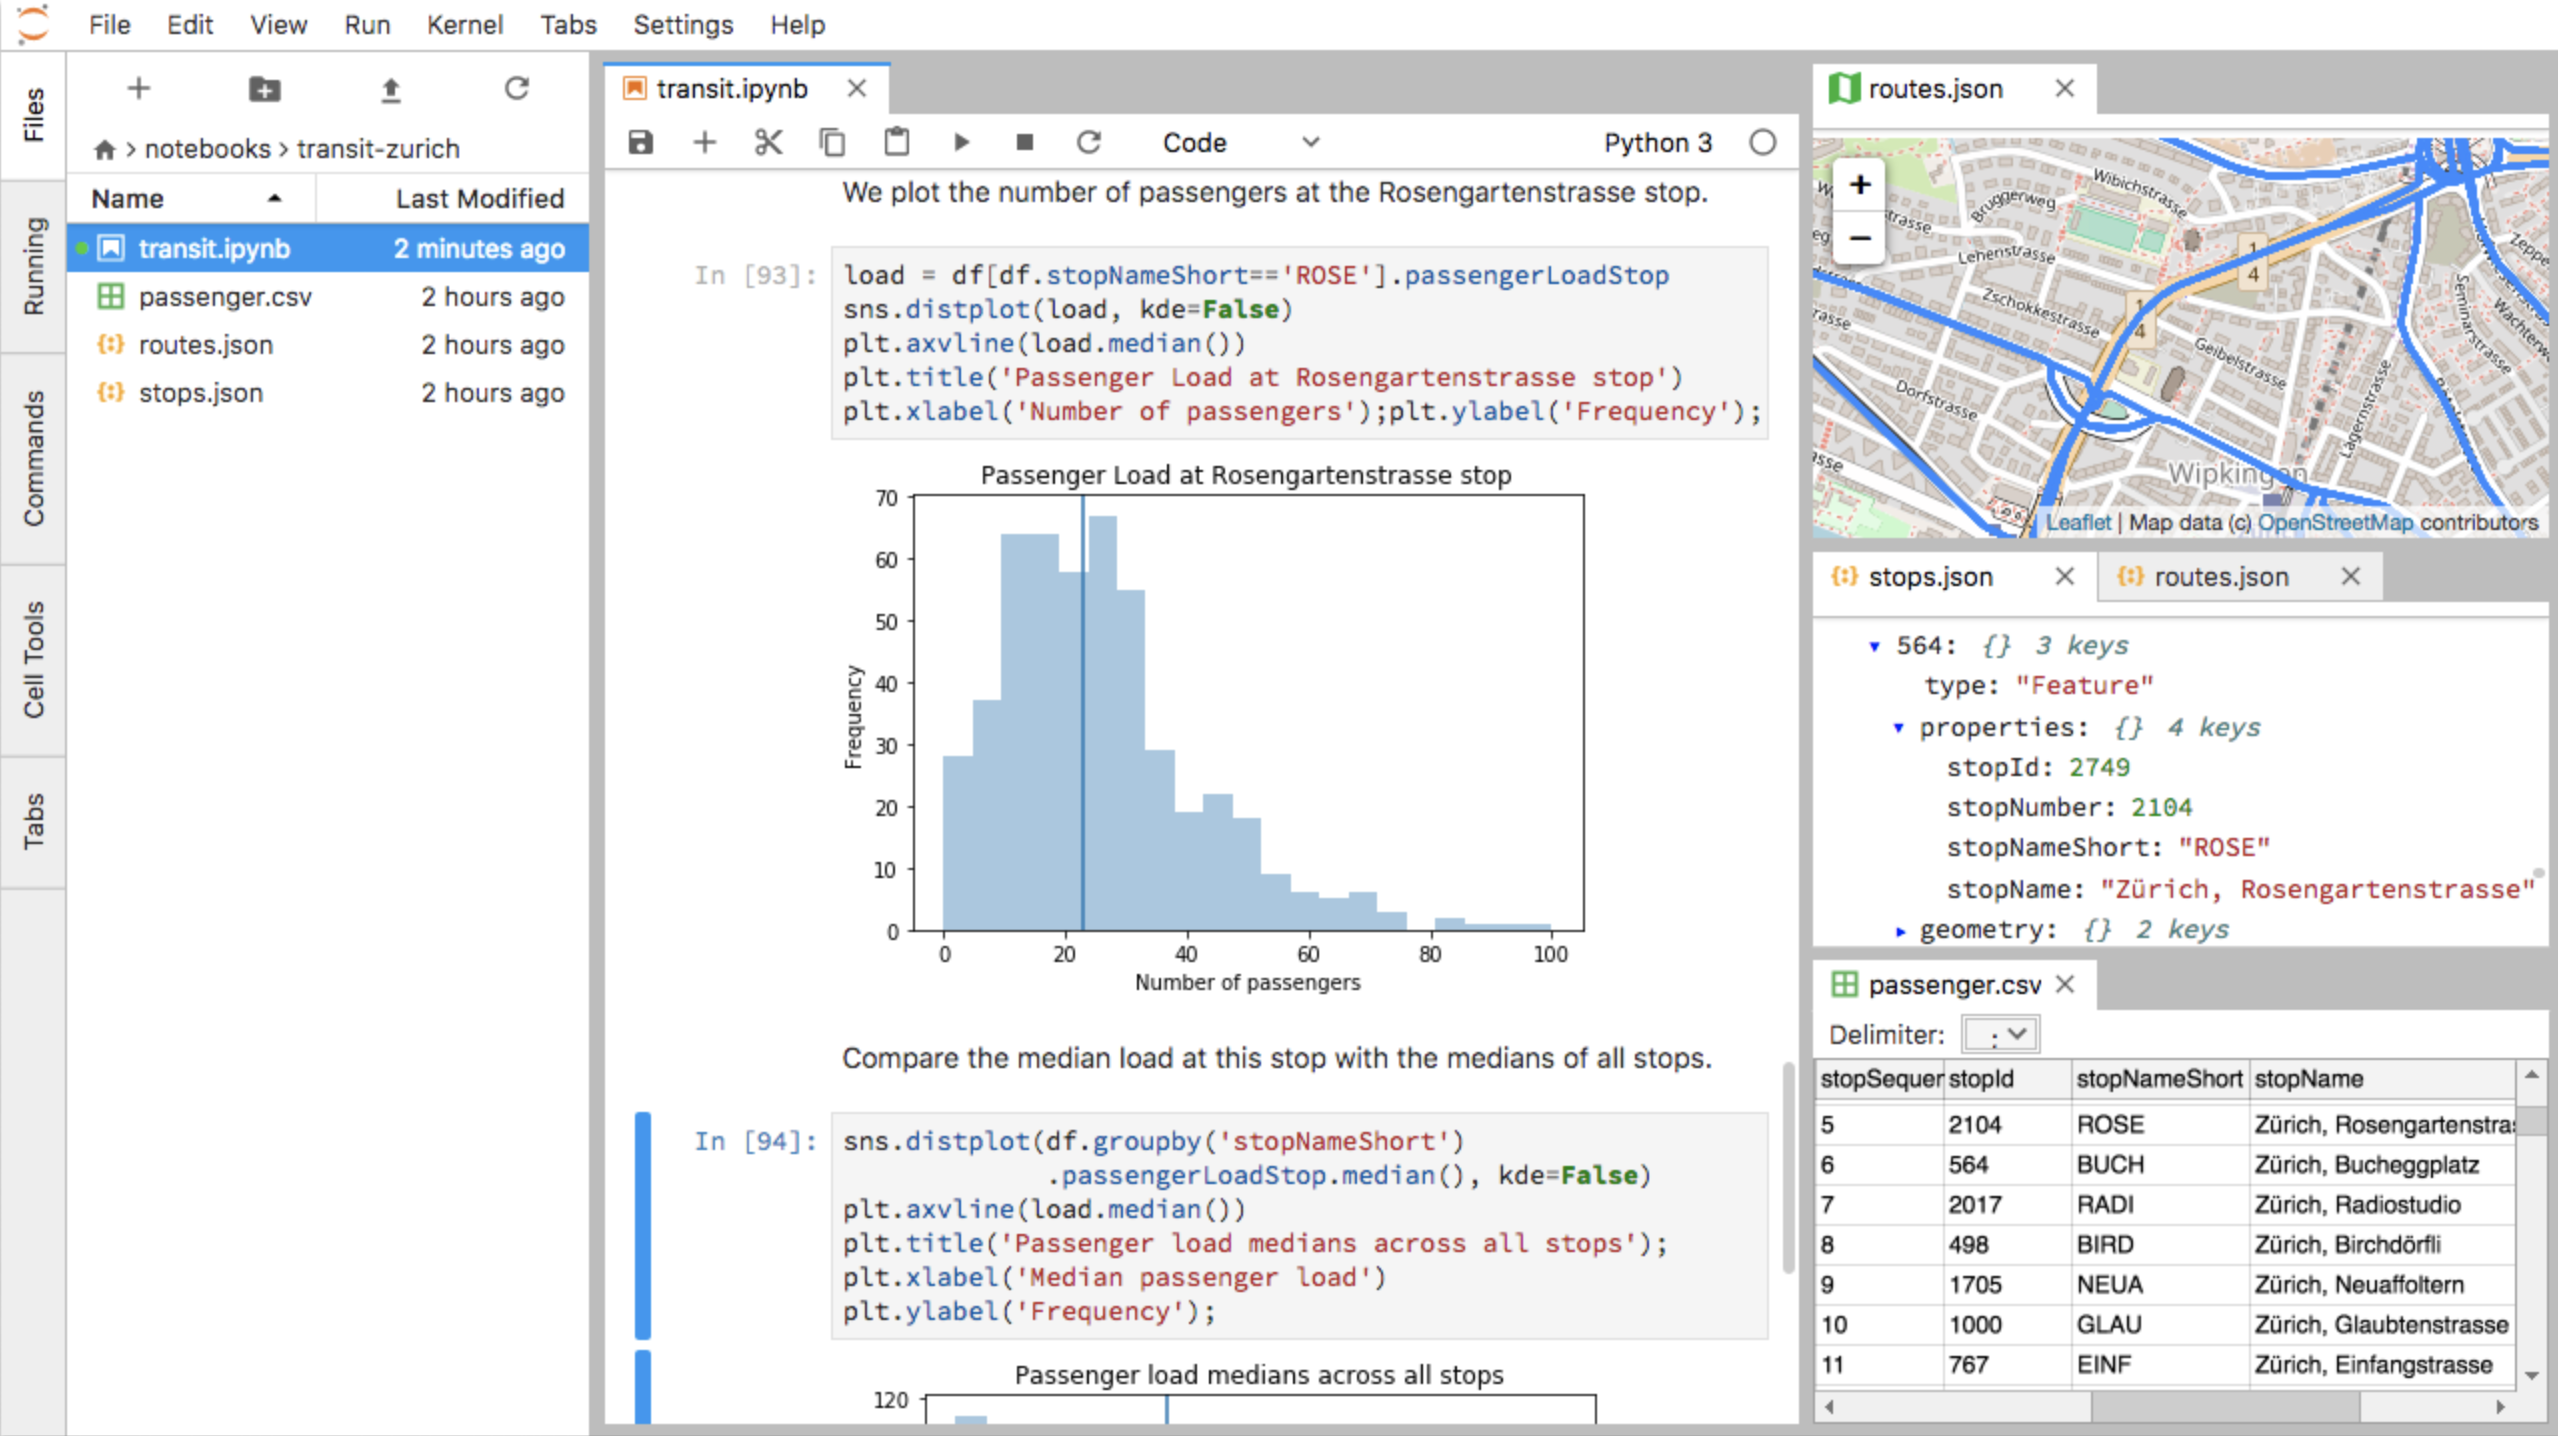 File Edit View Run Kernel Tabs Settings Help
Files
Running
Commands
Cell Tools
Tabs
> notebooks > transit-zurich
Name Last Modified
transit.ipynb 2 minutes ago
passenger.csv 2 hours ago
routes.json 2 hours ago
stops.json 2 hours ago
transit.ipynb
Code Python 3
We plot the number of passengers at the Rosengartenstrasse stop.
In [93]:
load = df[df.stopNameShort=='ROSE'].passengerLoadStop
sns.distplot(load, kde=False)
plt.axvline(load.median())
plt.title('Passenger Load at Rosengartenstrasse stop')
plt.xlabel('Number of passengers');plt.ylabel('Frequency');
Passenger Load at Rosengartenstrasse stop
70
60
50
40
30
20
10
0
Frequency
0 20 40 60 80 100
Number of passengers
Compare the median load at this stop with the medians of all stops.
In [94]:
sns.distplot(df.groupby('stopNameShort')
.passengerLoadStop.median(), kde=False)
plt.axvline(load.median())
plt.title('Passenger load medians across all stops');
plt.xlabel('Median passenger load')
plt.ylabel('Frequency');
Passenger load medians across all stops
120
routes.json
+
−
Wibichstrasse
Bruggerweg
strasse
Lehenstrasse
Zschokkestrasse
Geibelstrasse
Dorfstrasse
Lägernstrasse
Seminarstrasse
1
4
1
4
rasse
asse
Wipkingen
Leaflet | Map data (c) OpenStreetMap contributors
stops.json routes.json
564: {} 3 keys
type: "Feature"
properties: {} 4 keys
stopId: 2749
stopNumber: 2104
stopNameShort: "ROSE"
stopName: "Zürich, Rosengartenstrasse"
geometry: {} 2 keys
passenger.csv
Delimiter: ;
stopSequer stopId stopNameShort stopName
5 2104 ROSE Zürich, Rosengartenstras
6 564 BUCH Zürich, Bucheggplatz
7 2017 RADI Zürich, Radiostudio
8 498 BIRD Zürich, Birchdörfli
9 1705 NEUA Zürich, Neuaffoltern
10 1000 GLAU Zürich, Glaubtenstrasse
11 767 EINF Zürich, Einfangstrasse